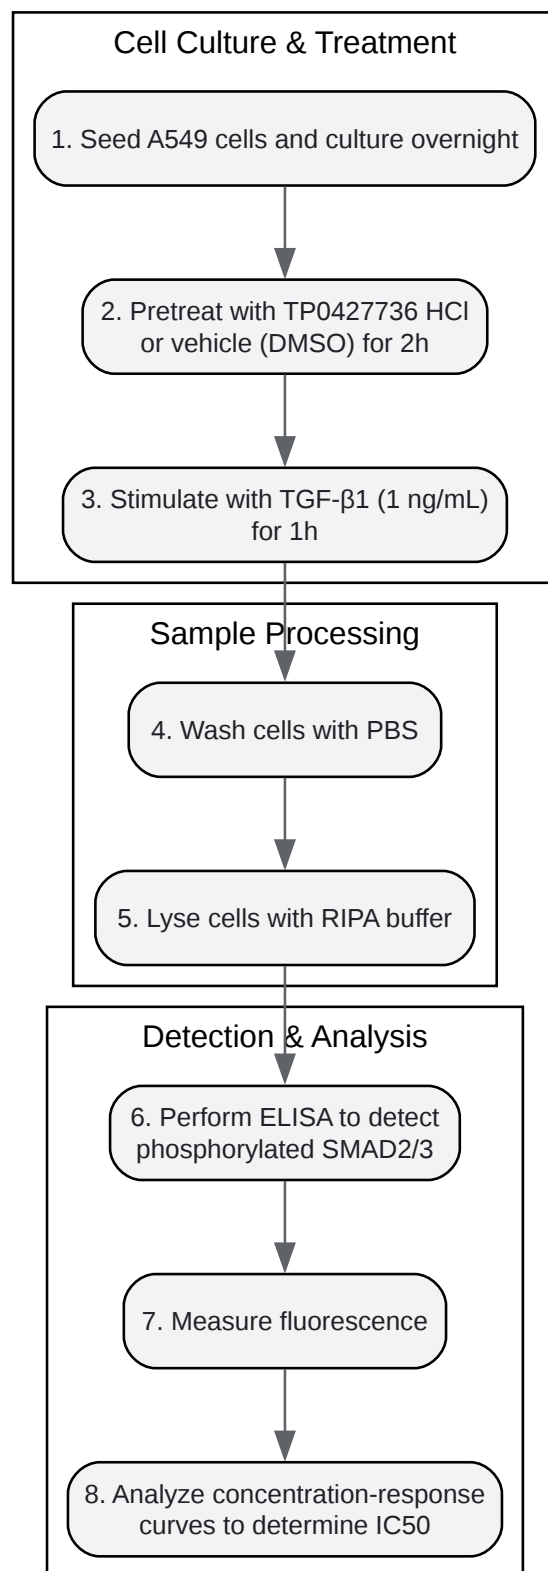 Cell Culture & Treatment
1. Seed A549 cells and culture overnight
2. Pretreat with TP0427736 HCl
or vehicle (DMSO) for 2h
3. Stimulate with TGF-β1 (1 ng/mL)
for 1h
Sample Processing
4. Wash cells with PBS
5. Lyse cells with RIPA buffer
Detection & Analysis
6. Perform ELISA to detect
phosphorylated SMAD2/3
7. Measure fluorescence
8. Analyze concentration-response
curves to determine IC50